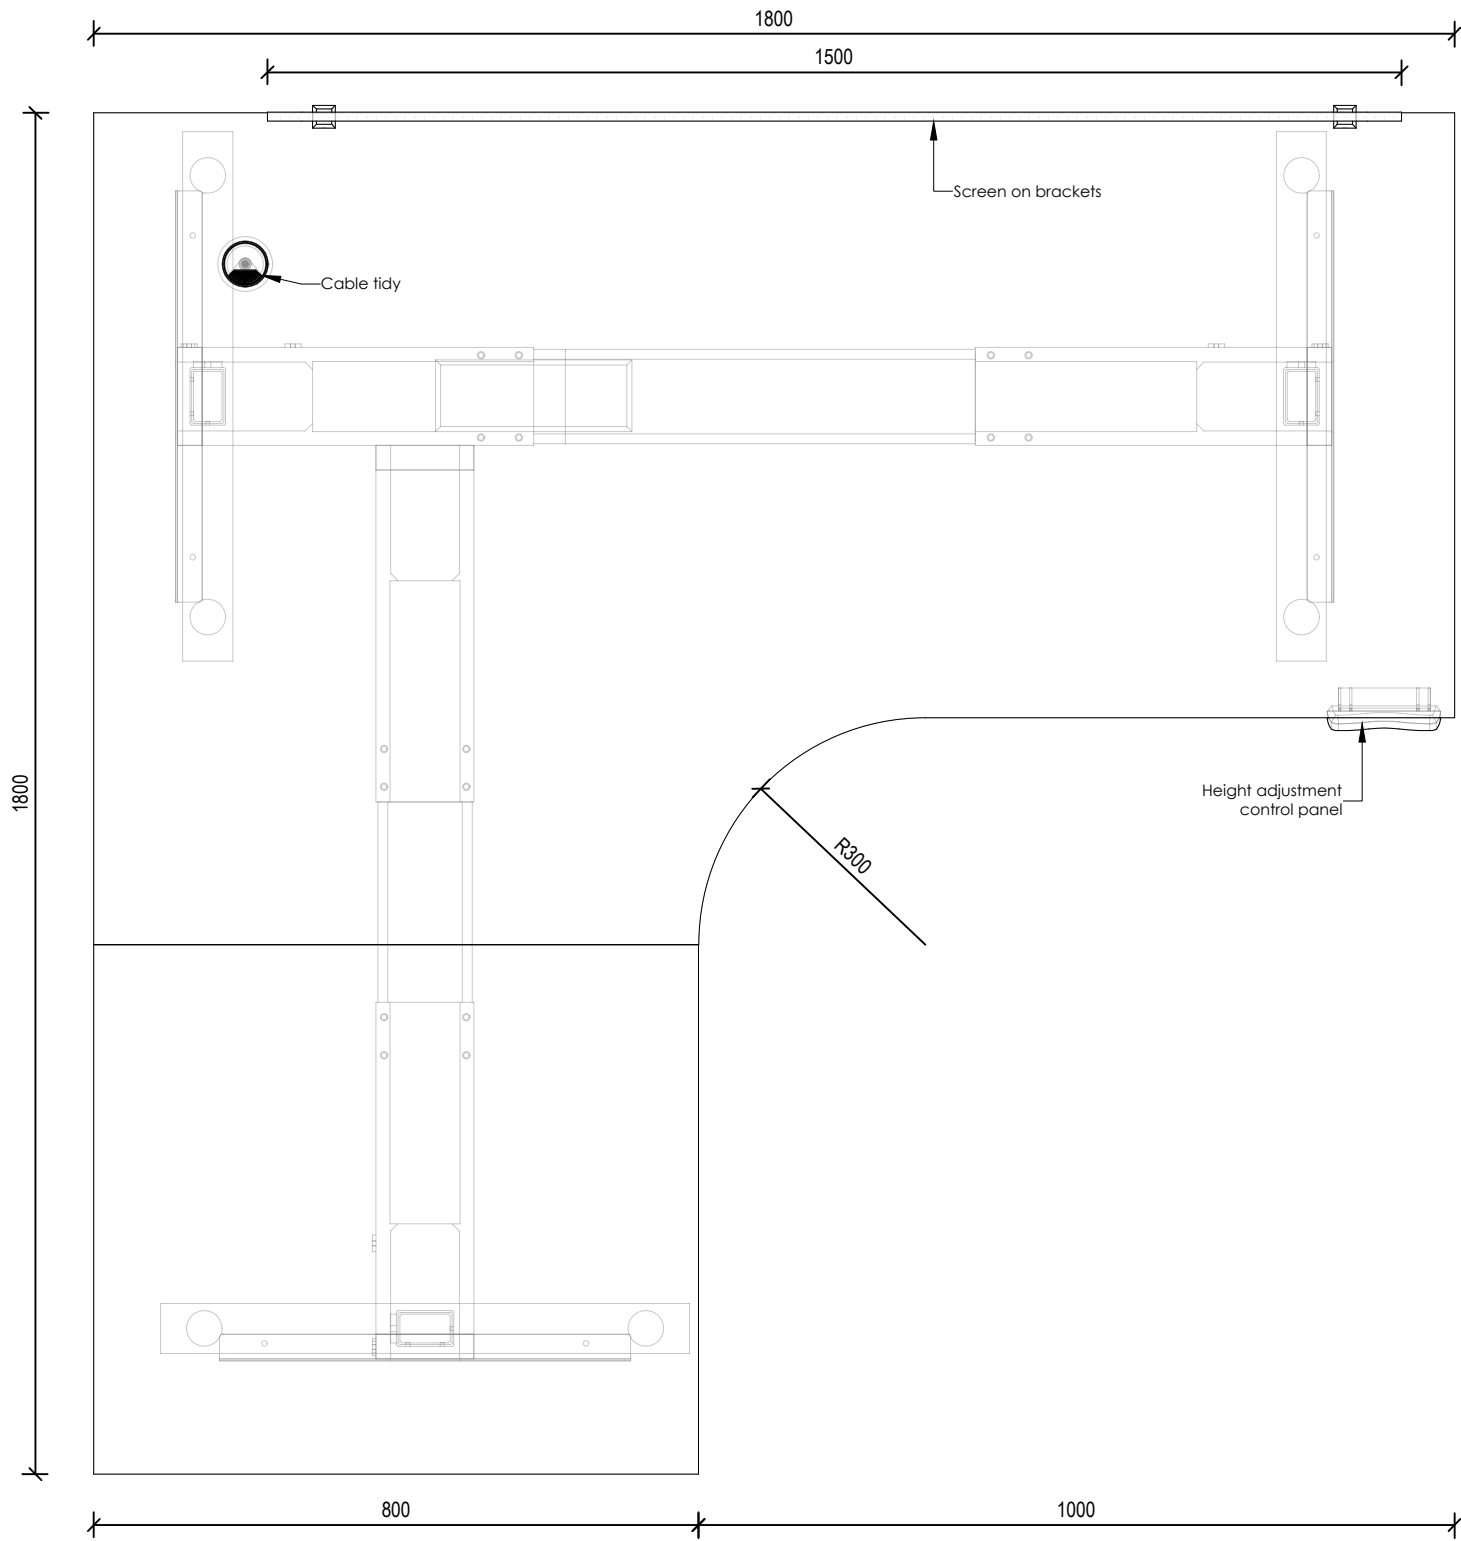 1800
1500
Screen on brackets
Cable tidy
1800
Height adjustment
control panel
R300
800
1000